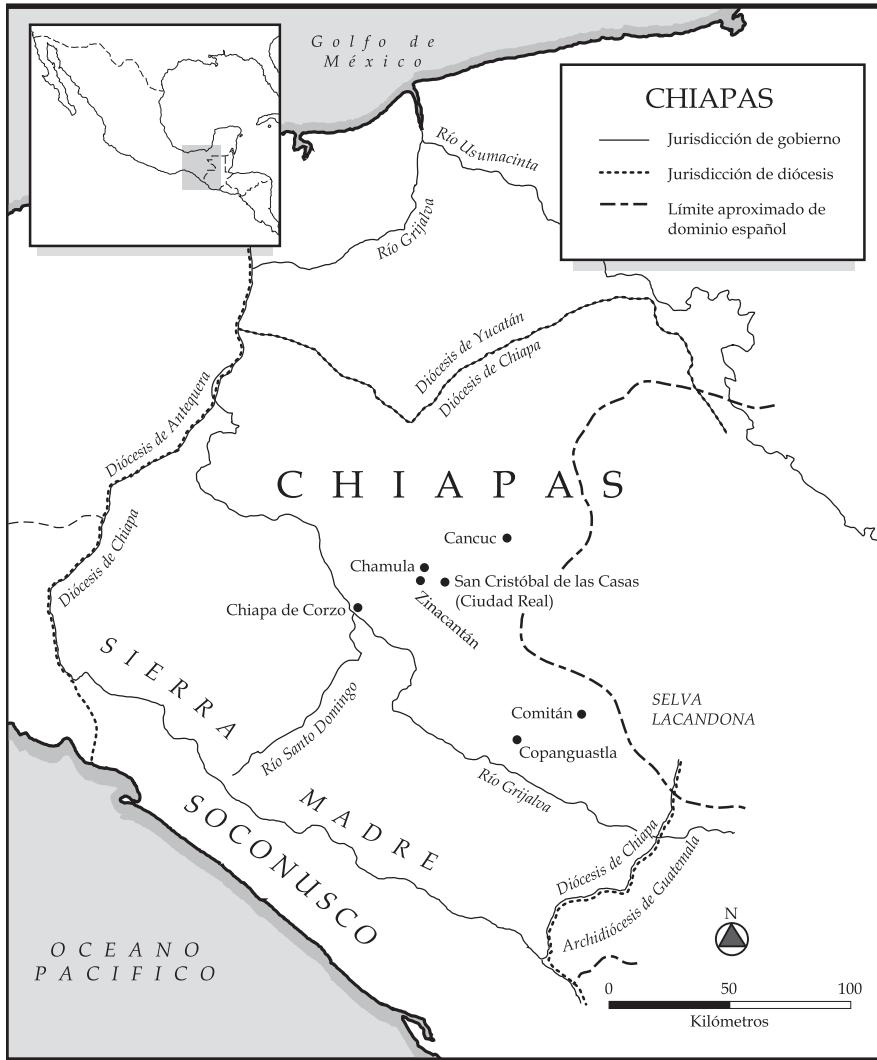 Golfo de
México
CHIAPAS
Jurisdicción de gobierno
Jurisdicción de diócesis
Límite aproximado de
dominio español
Río Usumacinta
Río Grijalva
Diócesis de Yucatán
Diócesis de Chiapa
Diócesis de Antequera
Diócesis de Chiapa
CHIAPAS
Cancuc
Chamula
San Cristóbal de las Casas
(Ciudad Real)
Zinacantán
Chiapa de Corzo
SIERRA
MADRE
Río Santo Domingo
SELVA
LACANDONA
Comitán
Copanguastla
Río Grijalva
SOCONUSCO
Diócesis de Chiapa
Archidiócesis de Guatemala
OCEANO
PACIFICO
N
0 50 100
Kilómetros